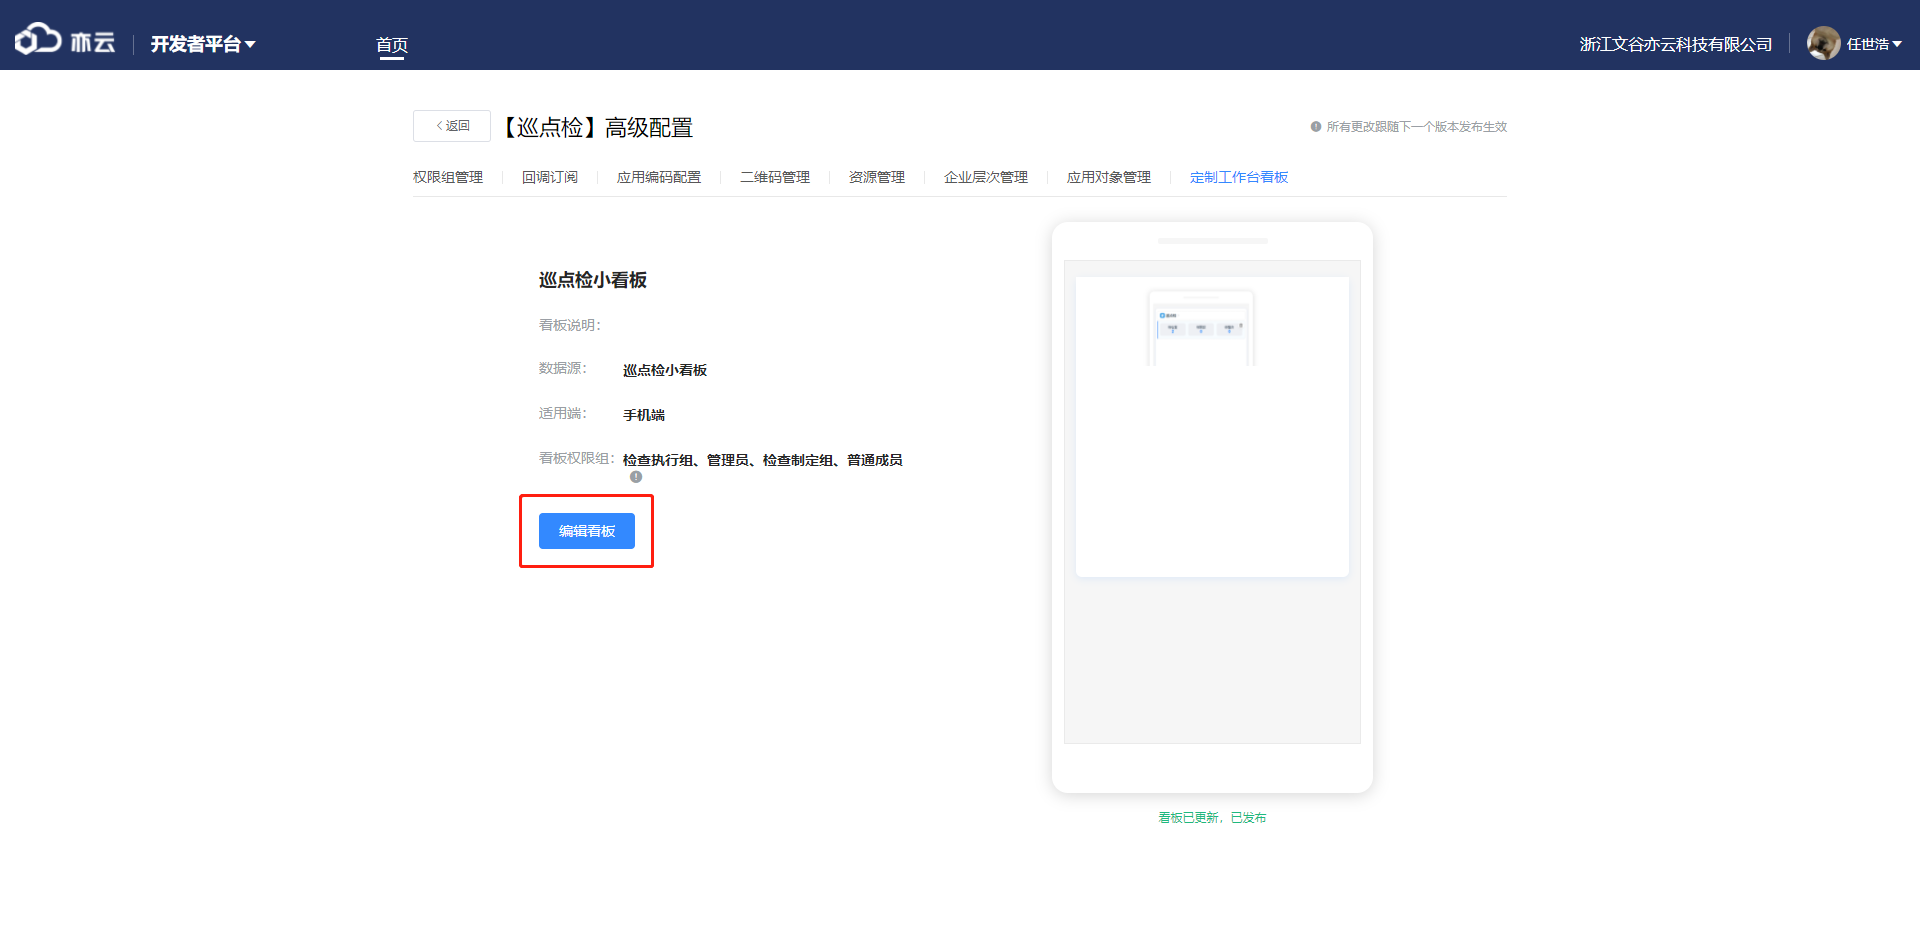 亦云 开发者平台 首页 浙江文谷亦云科技有限公司 任世浩
返回 【巡点检】高级配置 所有更改跟随下一个版本发布生效
权限组管理 回调订阅 应用编码配置 二维码管理 资源管理 企业层次管理 应用对象管理 定制工作台看板
巡点检小看板
看板说明：
数据源： 巡点检小看板
适用端： 手机端
看板权限组： 检查执行组、管理员、检查制定组、普通成员
编辑看板
看板已更新，已发布